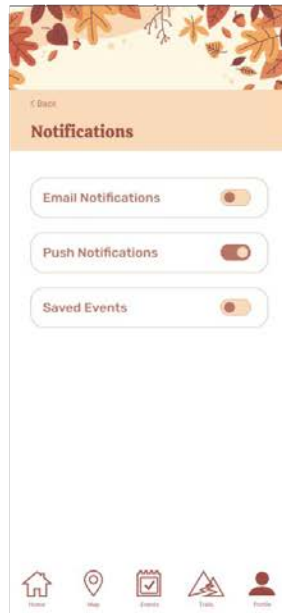 < Back
Notifications
Email Notifications
Push Notifications
Saved Events
Home
Map
Events
Trails
Profile